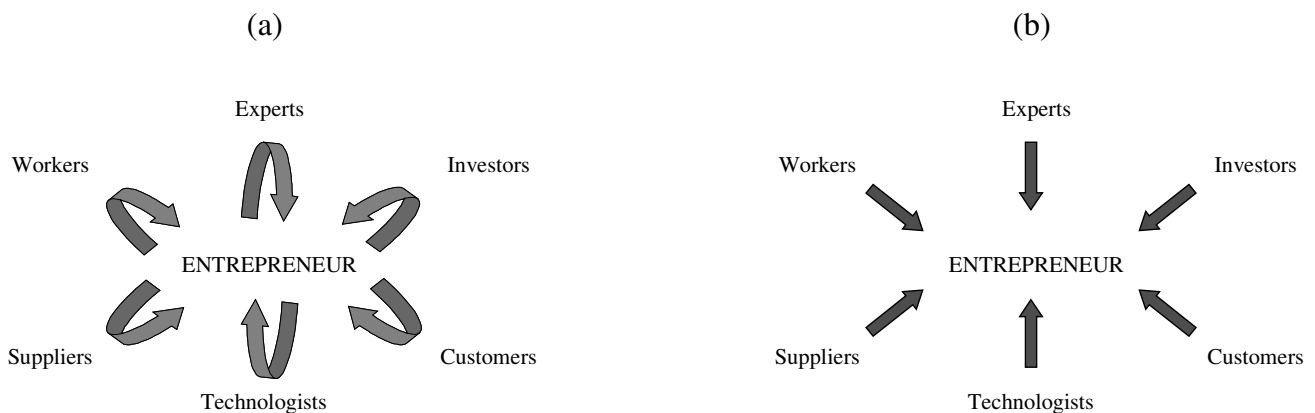 (a)
(b)
Experts
Experts
Workers
Investors
Workers
Investors
ENTREPRENEUR
ENTREPRENEUR
Suppliers
Customers
Suppliers
Customers
Technologists
Technologists